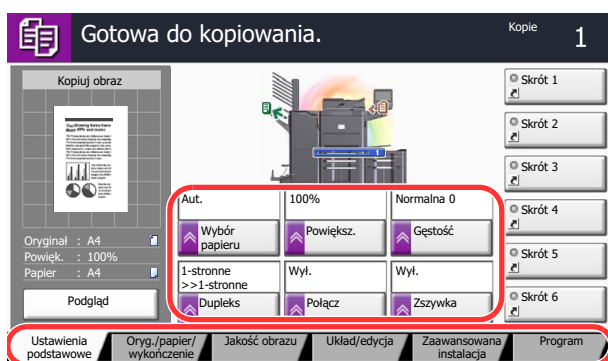 Gotowa do kopiowania.
Kopie
1
Kopiuj obraz
Oryginał : A4
Powięk. : 100%
Papier : A4
Podgląd
Aut.
Wybór
papieru
100%
Powiększ.
Normalna 0
Gęstość
1-stronne
>>1-stronne
Dupleks
Wył.
Połącz
Wył.
Zszywka
Skrót 1
Skrót 2
Skrót 3
Skrót 4
Skrót 5
Skrót 6
Ustawienia
podstawowe
Oryg./papier/
wykończenie
Jakość obrazu
Układ/edycja
Zaawansowana
instalacja
Program